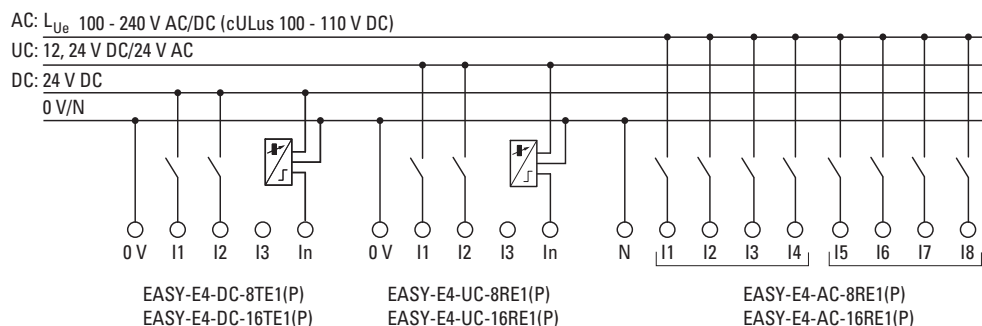 AC: L_Ue 100 - 240 V AC/DC (cULus 100 - 110 V DC)
UC: 12, 24 V DC/24 V AC
DC: 24 V DC
0 V/N
0 V I1 I2 I3 In 0 V I1 I2 I3 In N I1 I2 I3 I4 I5 I6 I7 I8
EASY-E4-DC-8TE1(P) EASY-E4-UC-8RE1(P) EASY-E4-AC-8RE1(P)
EASY-E4-DC-16TE1(P) EASY-E4-UC-16RE1(P) EASY-E4-AC-16RE1(P)